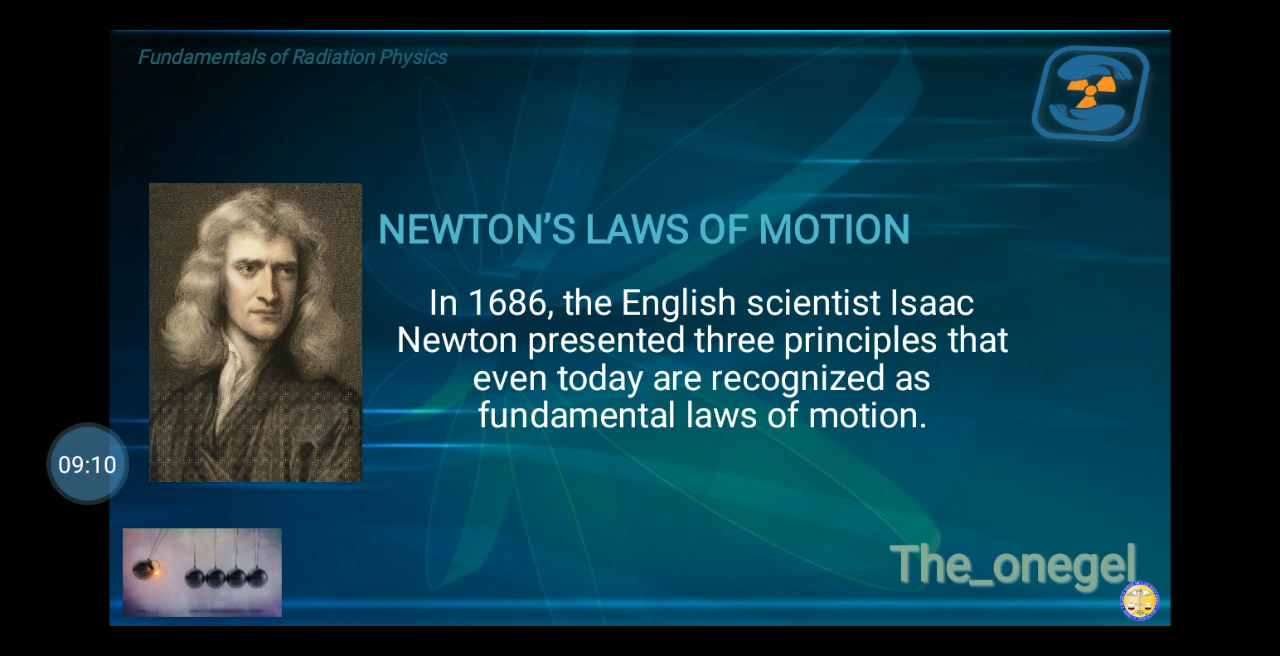 Fundamentals of Radiation Physics
NEWTON’S LAWS OF MOTION
In 1686, the English scientist Isaac
Newton presented three principles that
even today are recognized as
fundamental laws of motion.
09:10
The_onegel